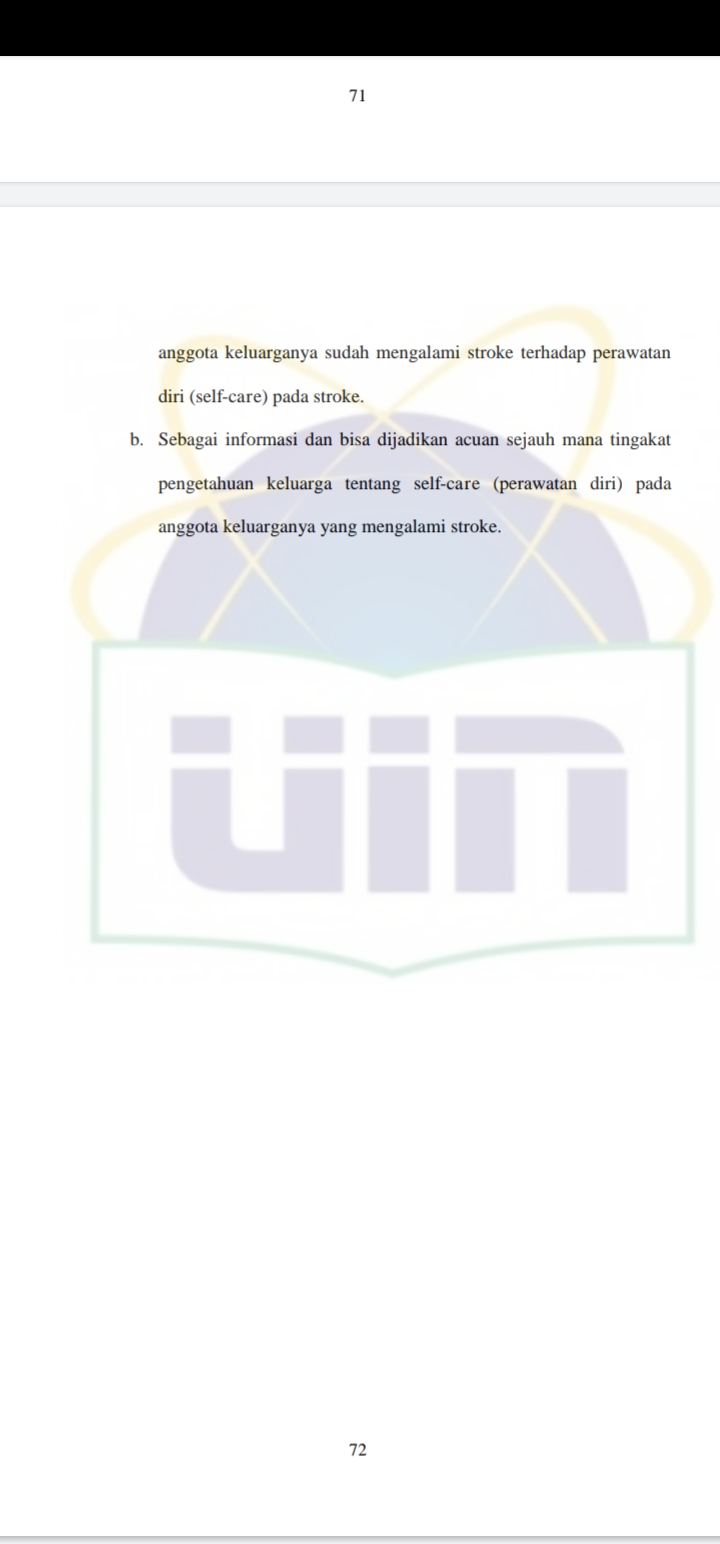 71
anggota keluarganya sudah mengalami stroke terhadap perawatan
diri (self-care) pada stroke.
b. Sebagai informasi dan bisa dijadikan acuan sejauh mana tingakat
pengetahuan keluarga tentang self-care (perawatan diri) pada
anggota keluarganya yang mengalami stroke.
uin
72